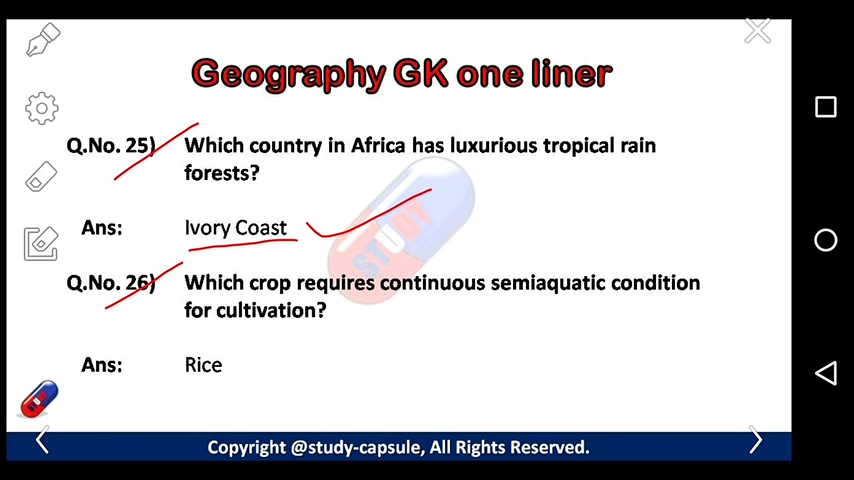 Geography GK one liner
Q.No. 25) Which country in Africa has luxurious tropical rain
forests?
Ans: Ivory Coast
Q.No. 26) Which crop requires continuous semiaquatic condition
for cultivation?
Ans: Rice
STUDY
Copyright @study-capsule, All Rights Reserved.